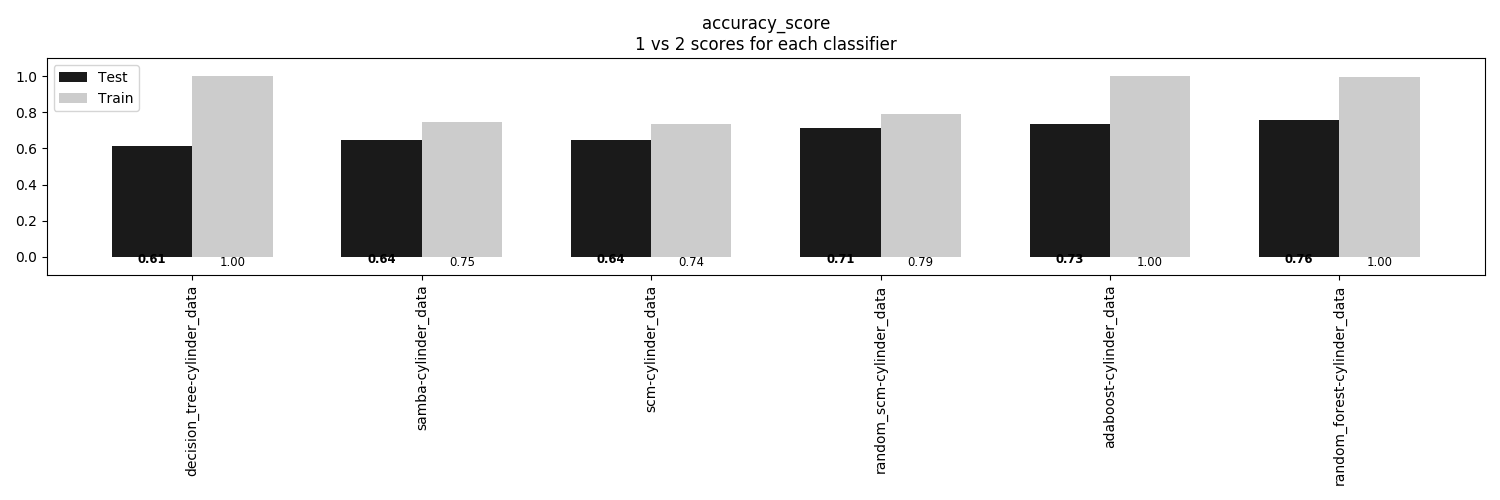 accuracy_score
1 vs 2 scores for each classifier
Test
Train
1.0
0.8
0.6
0.4
0.2
0.0
0.61 1.00 0.64 0.75 0.64 0.74 0.71 0.79 0.73 1.00 0.76 1.00
decision_tree-cylinder_data
samba-cylinder_data
scm-cylinder_data
random_scm-cylinder_data
adaboost-cylinder_data
random_forest-cylinder_data